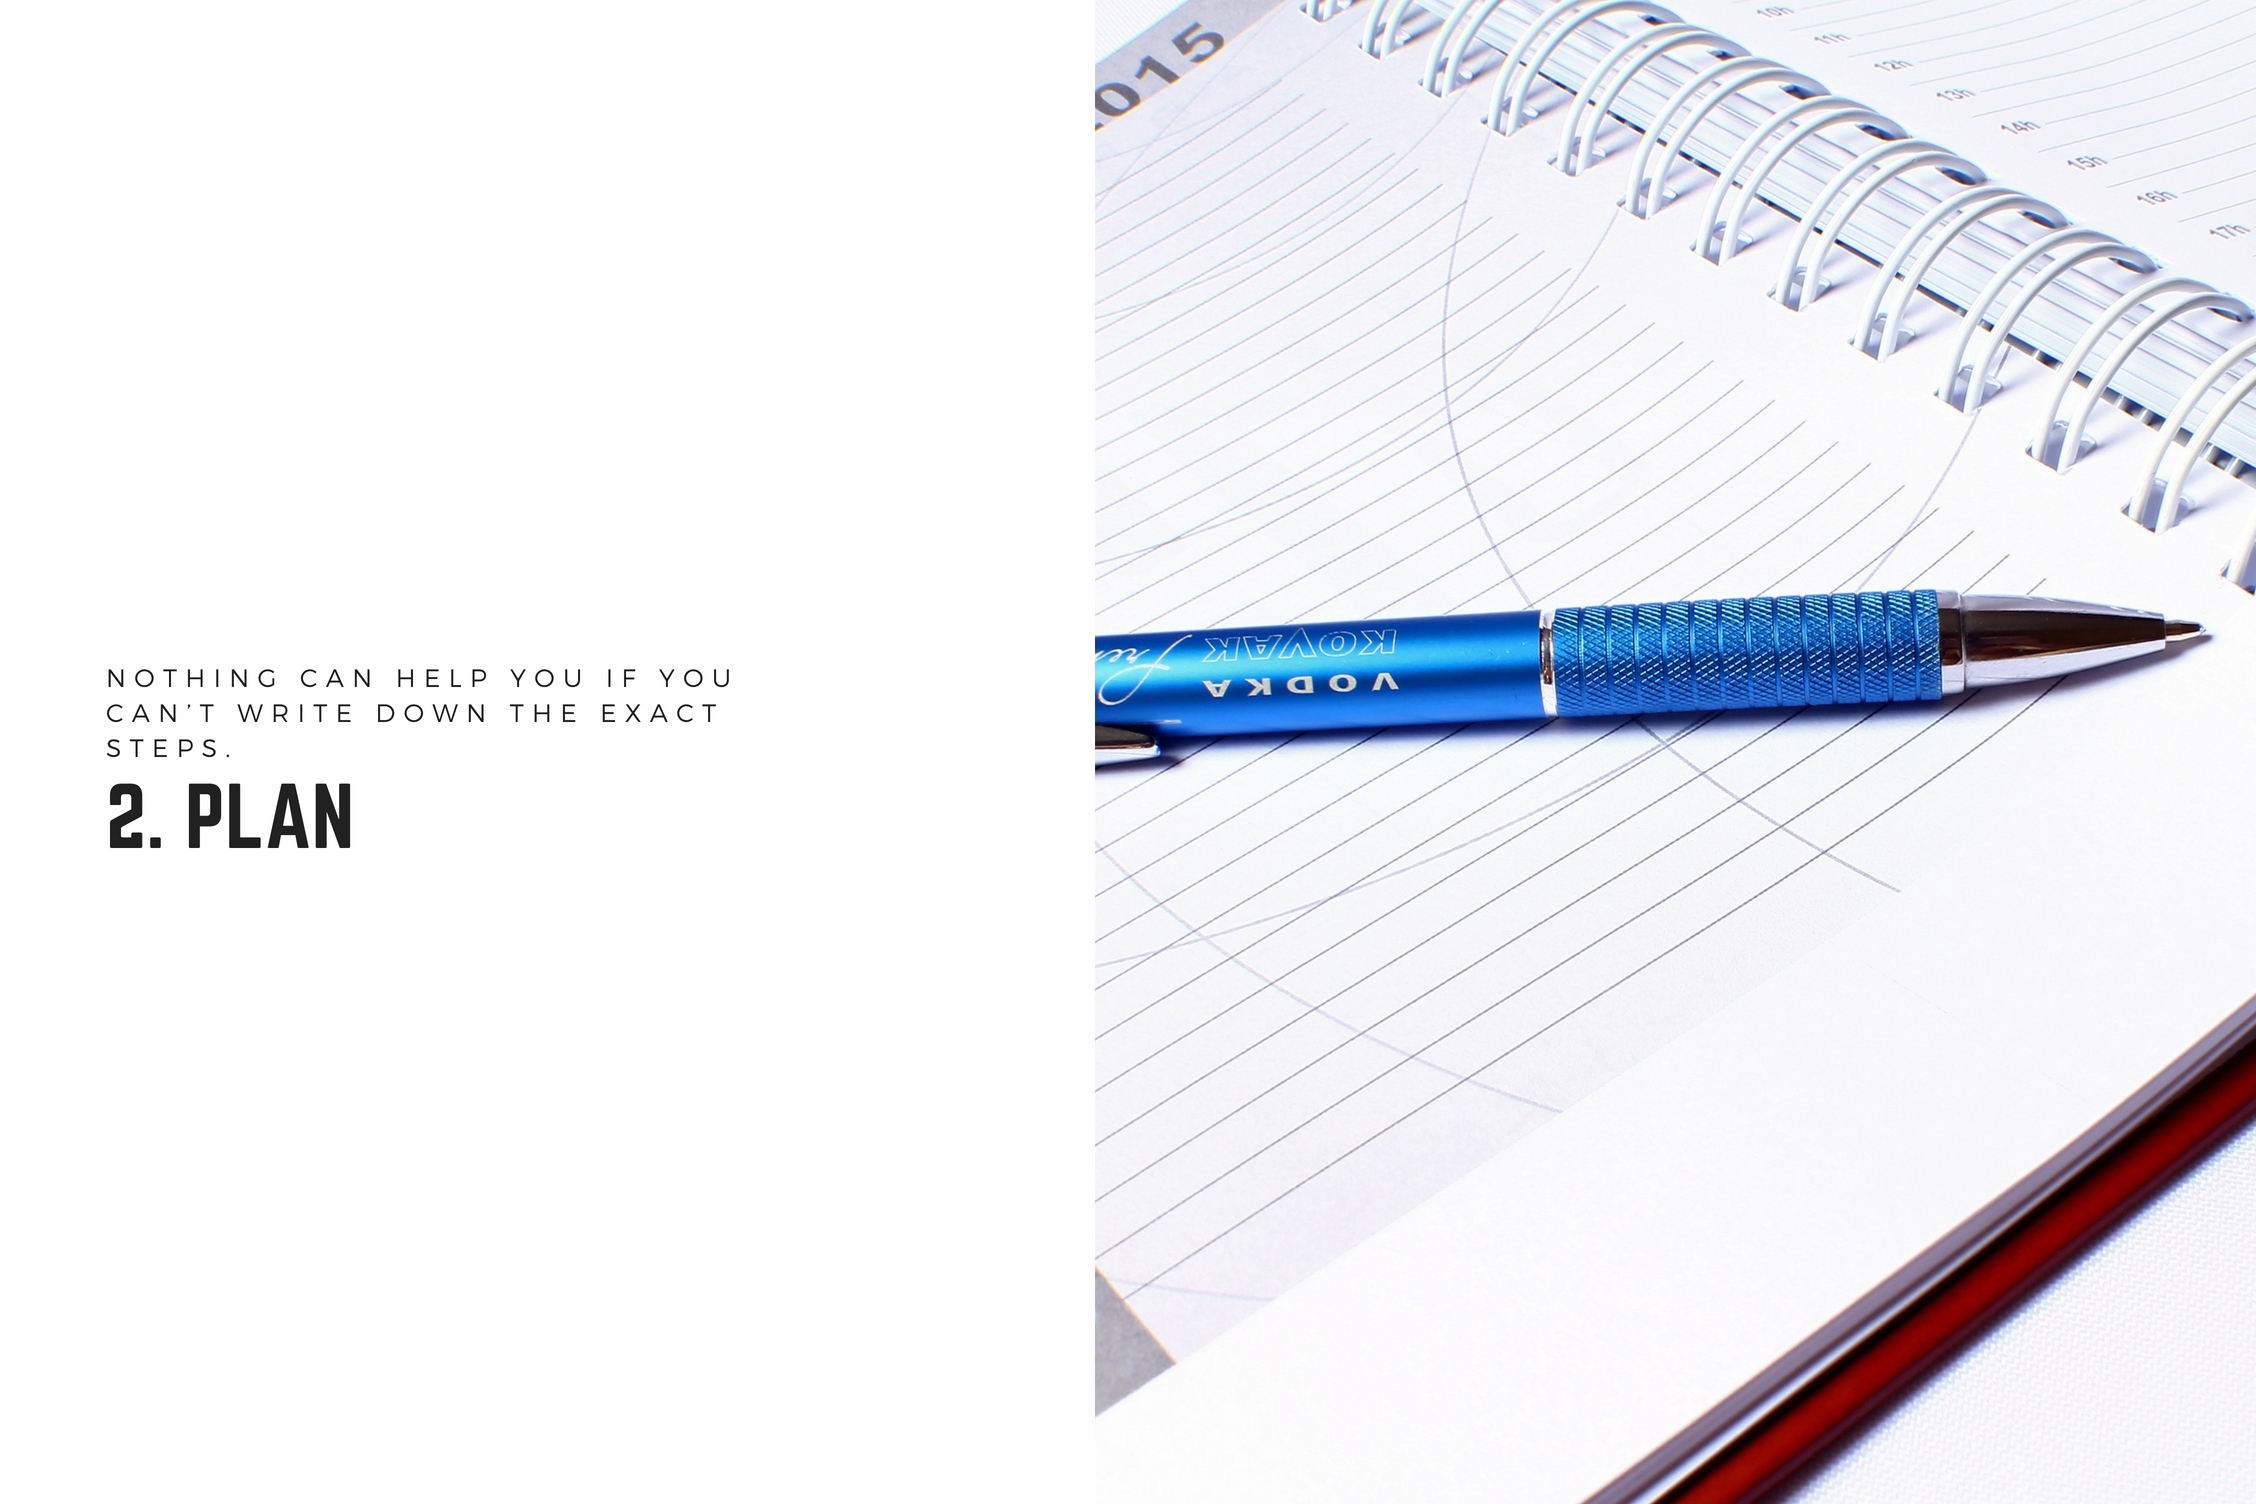 NOTHING CAN HELP YOU IF YOU
CAN'T WRITE DOWN THE EXACT
STEPS.
2. PLAN
015
10h
11h
12h
13h
14h
15h
16h
17h
VODKA
KOVAK